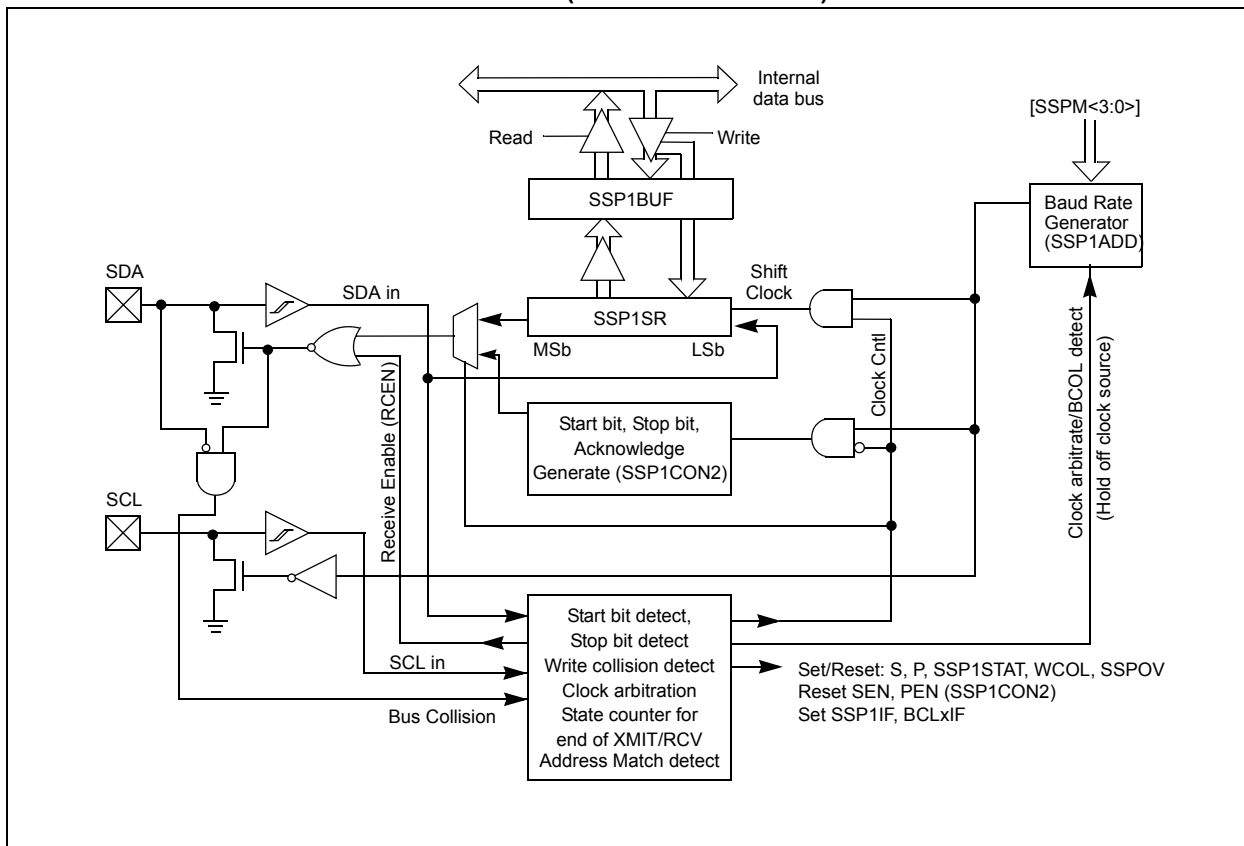 Internal
data bus
[SSPM<3:0>]
Read
Write
SSP1BUF
Baud Rate
Generator
(SSP1ADD)
SDA
SDA in
Shift
Clock
SSP1SR
MSb
LSb
Receive Enable (RCEN)
Clock Cntl
Clock arbitrate/BCOL detect
(Hold off clock source)
Start bit, Stop bit,
Acknowledge
Generate (SSP1CON2)
SCL
SCL in
Bus Collision
Start bit detect,
Stop bit detect
Write collision detect
Clock arbitration
State counter for
end of XMIT/RCV
Address Match detect
Set/Reset: S, P, SSP1STAT, WCOL, SSPOV
Reset SEN, PEN (SSP1CON2)
Set SSP1IF, BCLxIF